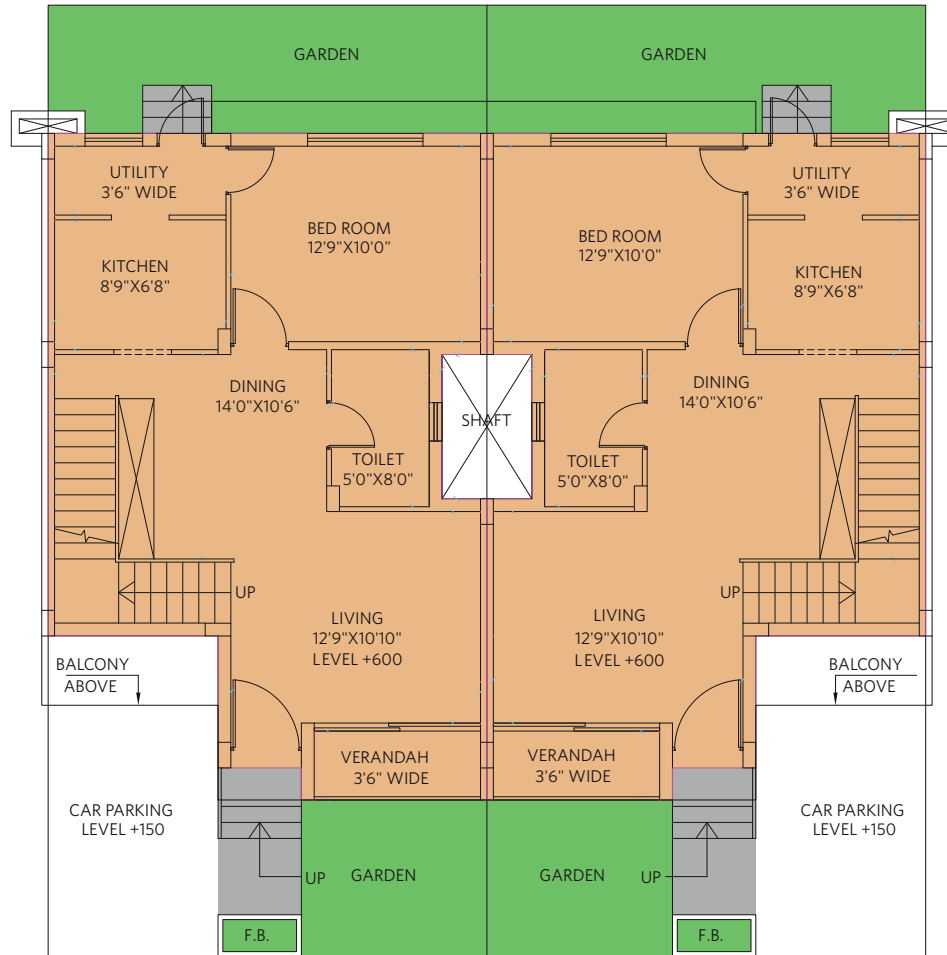 GARDEN
GARDEN
UTILITY
3'6" WIDE
UTILITY
3'6" WIDE
BED ROOM
12'9"X10'0"
BED ROOM
12'9"X10'0"
KITCHEN
8'9"X6'8"
KITCHEN
8'9"X6'8"
DINING
14'0"X10'6"
DINING
14'0"X10'6"
SHAFT
TOILET
5'0"X8'0"
TOILET
5'0"X8'0"
UP
UP
LIVING
12'9"X10'10"
LEVEL +600
LIVING
12'9"X10'10"
LEVEL +600
BALCONY
ABOVE
BALCONY
ABOVE
VERANDAH
3'6" WIDE
VERANDAH
3'6" WIDE
CAR PARKING
LEVEL +150
CAR PARKING
LEVEL +150
UP
GARDEN
GARDEN
UP
F.B.
F.B.